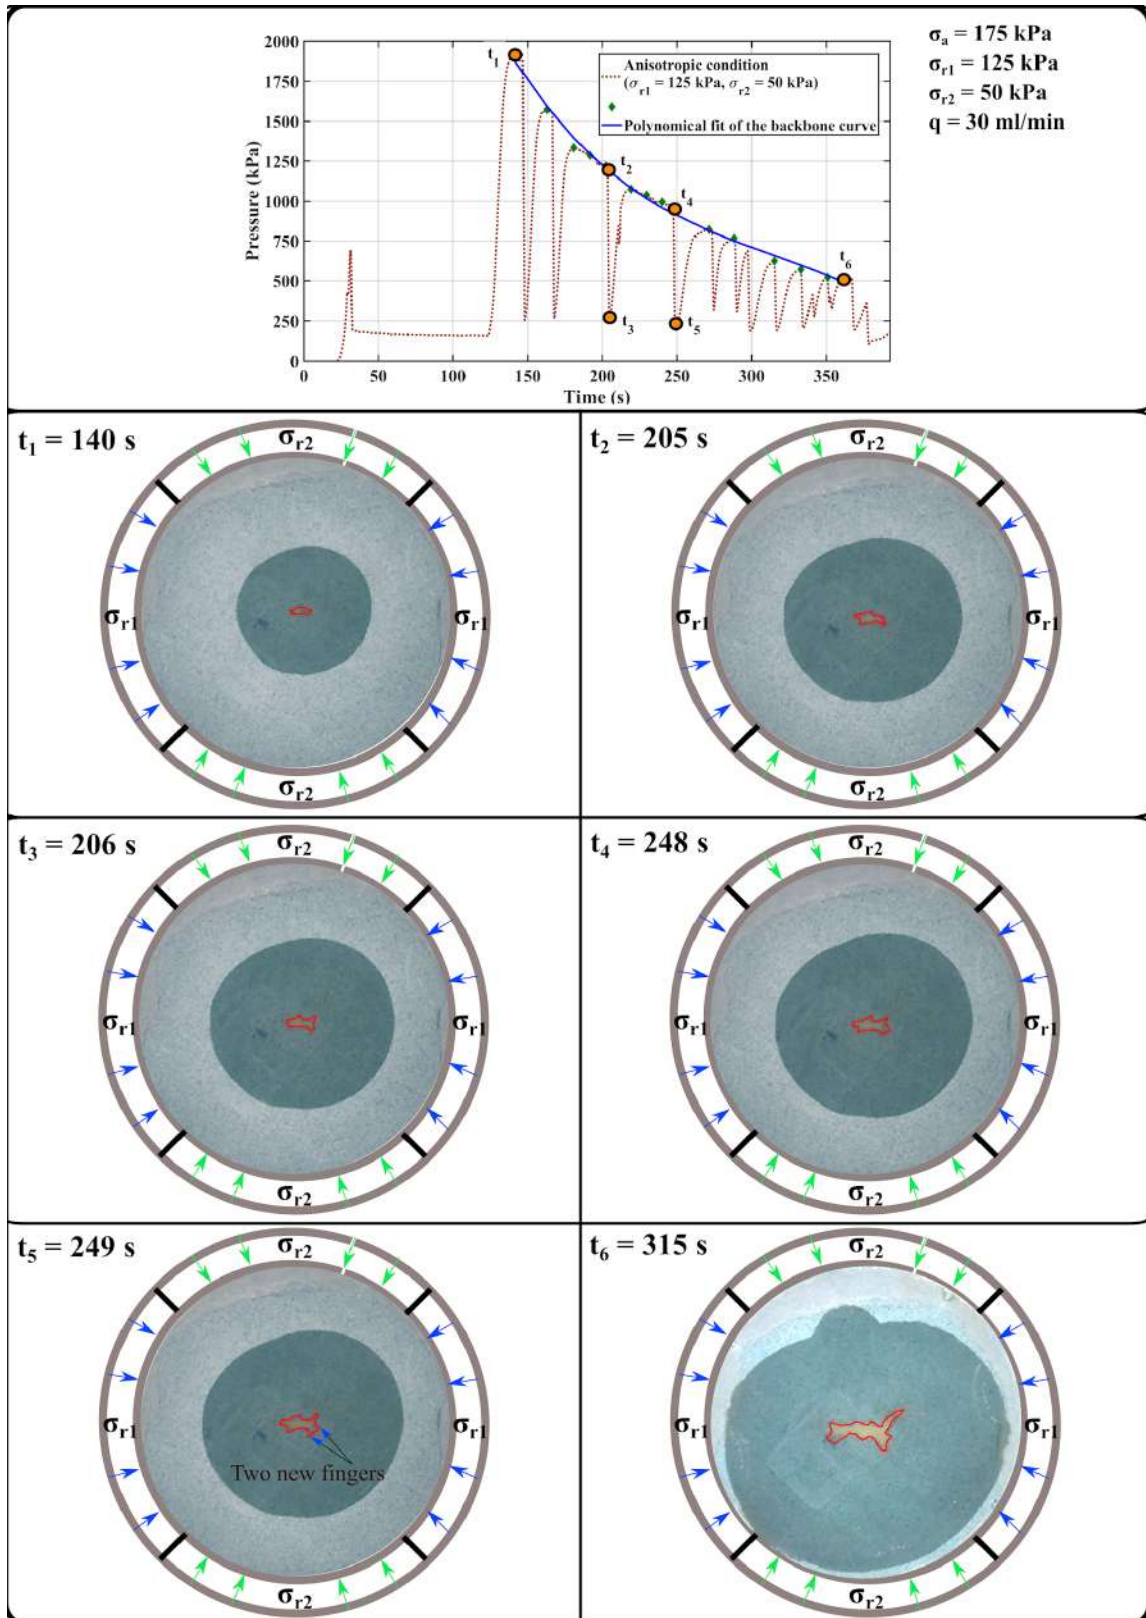 σa = 175 kPa
σr1 = 125 kPa
σr2 = 50 kPa
q = 30 ml/min
2000
1750
1500
1250
1000
750
500
250
0
Pressure (kPa)
0 50 100 150 200 250 300 350
Time (s)
Anisotropic condition
(σr1 = 125 kPa, σr2 = 50 kPa)
Polynomical fit of the backbone curve
t1
t2
t3
t4
t5
t6
t1 = 140 s
σr2
σr1 σr1
σr2
t2 = 205 s
σr2
σr1 σr1
σr2
t3 = 206 s
σr2
σr1 σr1
σr2
t4 = 248 s
σr2
σr1 σr1
σr2
t5 = 249 s
σr2
σr1 σr1
Two new fingers
σr2
t6 = 315 s
σr2
σr1 σr1
σr2